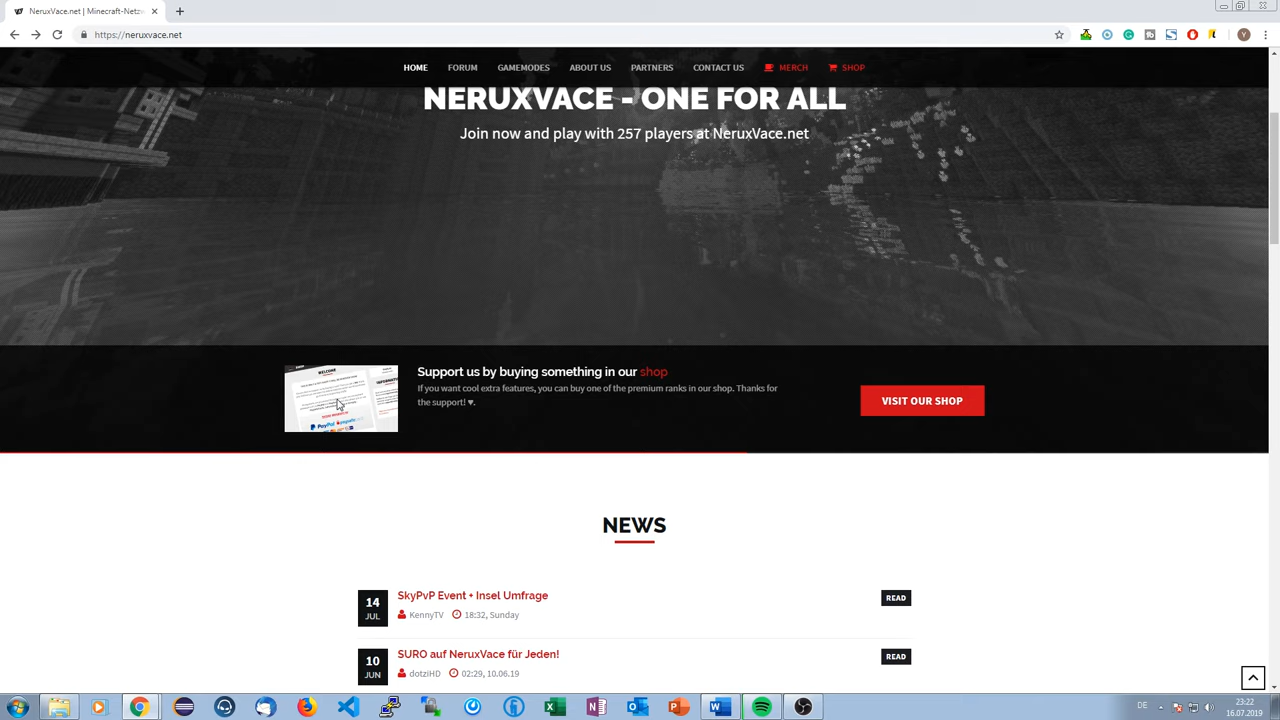 NeruxVace.net | Minecraft-Netzw
https://neruxvace.net
HOME FORUM GAMEMODES ABOUT US PARTNERS CONTACT US MERCH SHOP
NERUXVACE - ONE FOR ALL
Join now and play with 257 players at NeruxVace.net
WELCOME
PayPal
Support us by buying something in our shop
If you want cool extra features, you can buy one of the premium ranks in our shop. Thanks for
the support! ♥.
VISIT OUR SHOP
NEWS
14
JUL
SkyPvP Event + Insel Umfrage
KennyTV 18:32, Sunday
READ
10
JUN
SURO auf NeruxVace für Jeden!
dotziHD 02:29, 10.06.19
READ
DE
23:22
16.07.2019